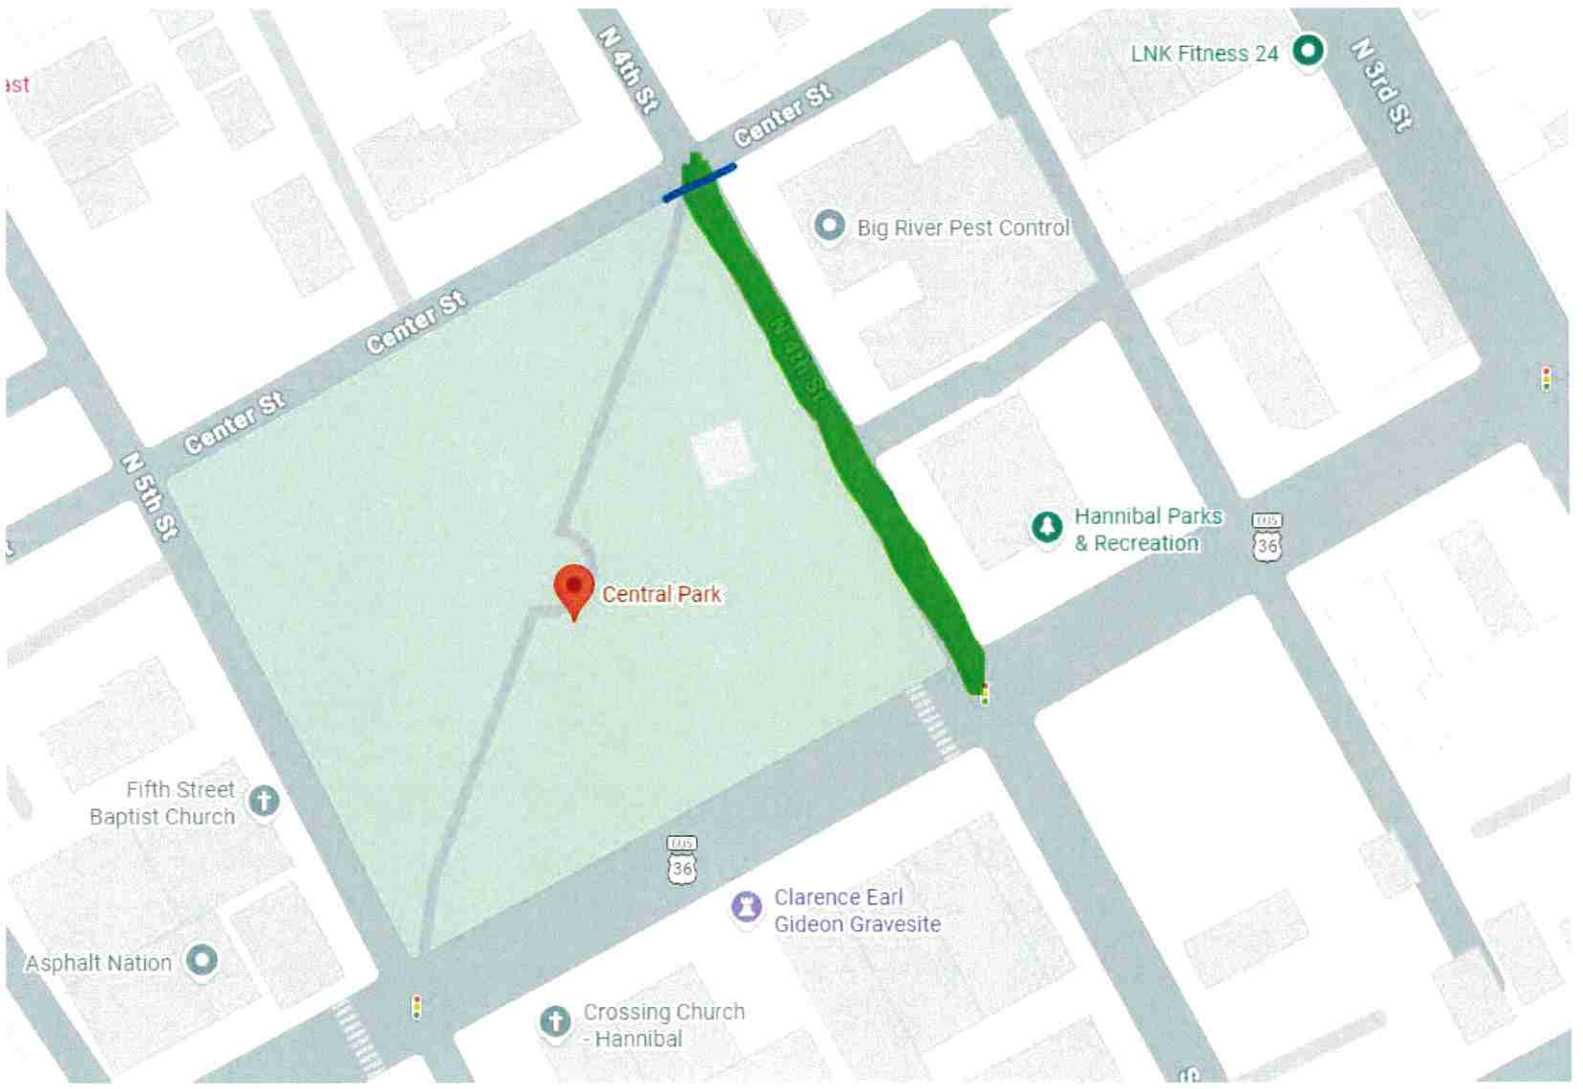 N 4th St
Center St
LNK Fitness 24
N 3rd St
ast
Big River Pest Control
Center St
N 4th St
Center St
N 5th St
Hannibal Parks
& Recreation
36
Central Park
Fifth Street
Baptist Church
36
Clarence Earl
Gideon Gravesite
Asphalt Nation
Crossing Church
- Hannibal
S